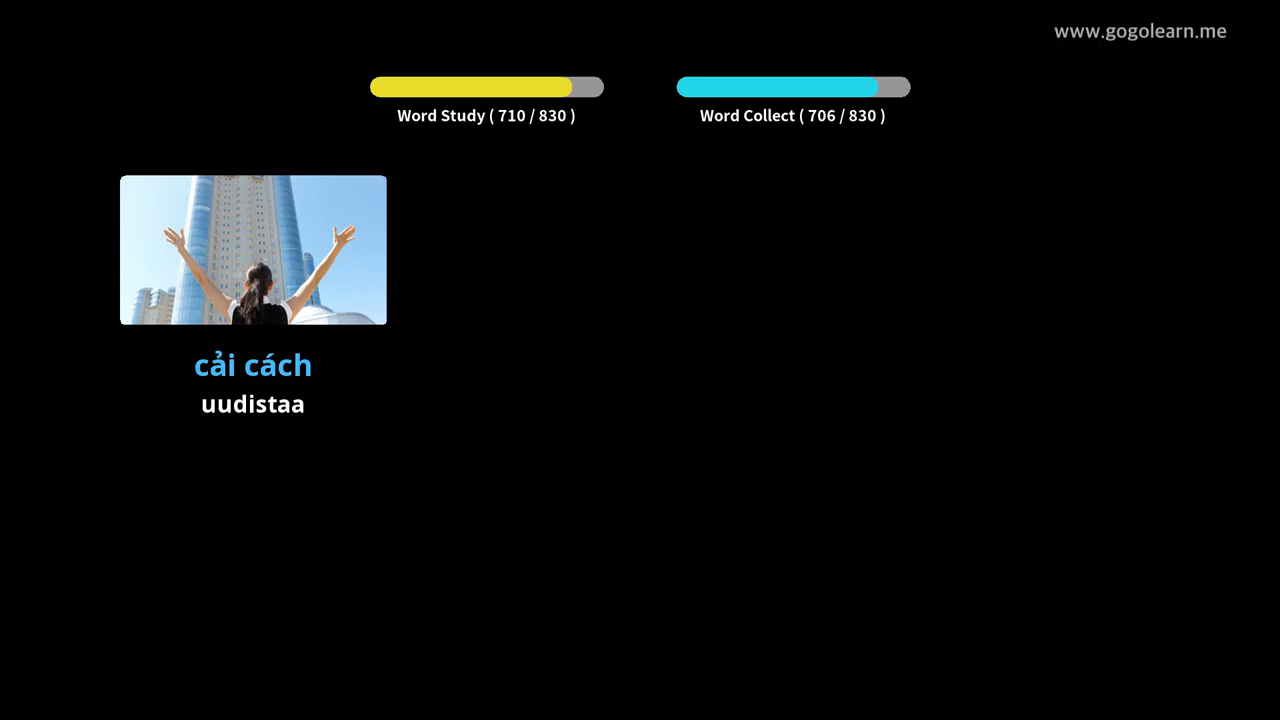 www.gogolearn.me
Word Study ( 710 / 830 )
Word Collect ( 706 / 830 )
cải cách
uudistaa